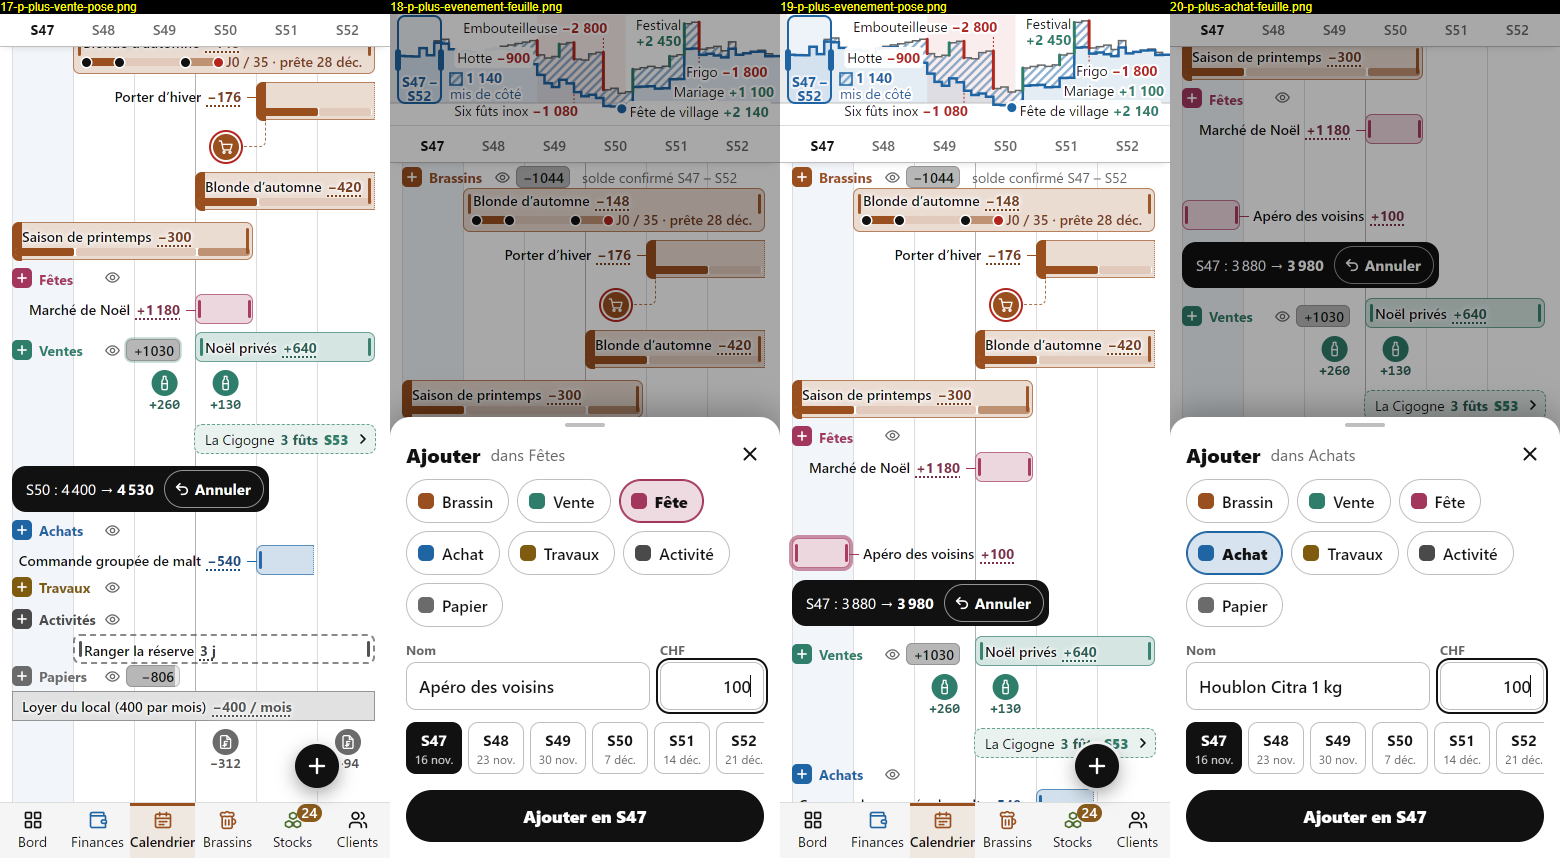 17-p-plus-vente-pose.png
S47 S48 S49 S50 S51 S52
J0 / 35 · prête 28 déc.
Porter d'hiver −176
Blonde d'automne −420
Saison de printemps −300
Fêtes
Marché de Noël +1180
Ventes +1030 Noël privés +640
+260 +130
La Cigogne 3 fûts S53
S50 : 4400 → 4530 Annuler
Achats
Commande groupée de malt −540
Travaux
Activités
Ranger la réserve 3 j
Papiers −806
Loyer du local (400 par mois) −400 / mois
−312 94
Bord Finances Calendrier Brassins Stocks 24 Clients
18-p-plus-evenement-feuille.png
Embouteilleuse −2 800
Festival +2 450
Hotte −900
S47 – S52
1 140 mis de côté
Frigo −1 800
Mariage +1 100
Six fûts inox −1 080
Fête de village +2 140
S47 S48 S49 S50 S51 S52
Brassins −1044 solde confirmé S47 – S52
Blonde d'automne −148
J0 / 35 · prête 28 déc.
Porter d'hiver −176
Blonde d'automne −420
Saison de printemps −300
Ajouter dans Fêtes
Brassin Vente Fête
Achat Travaux Activité
Papier
Nom CHF
Apéro des voisins 100
S47 S48 S49 S50 S51 S52
16 nov. 23 nov. 30 nov. 7 déc. 14 déc. 21 déc.
Ajouter en S47
19-p-plus-evenement-pose.png
Embouteilleuse −2 800
Festival +2 450
Hotte −900
S47 – S52
1 140 mis de côté
Frigo −1 800
Mariage +1 100
Six fûts inox −1 080
Fête de village +2 140
S47 S48 S49 S50 S51 S52
Brassins −1044 solde confirmé S47 – S52
Blonde d'automne −148
J0 / 35 · prête 28 déc.
Porter d'hiver −176
Blonde d'automne −420
Saison de printemps −300
Fêtes
Marché de Noël +1180
Apéro des voisins +100
S47 : 3880 → 3980 Annuler
Ventes +1030 Noël privés +640
+260 +130
La Cigogne 3 fûts S53
Achats
Bord Finances Calendrier Brassins Stocks 24 Clients
20-p-plus-achat-feuille.png
S47 S48 S49 S50 S51 S52
Saison de printemps −300
Fêtes
Marché de Noël +1180
Apéro des voisins +100
S47 : 3880 → 3980 Annuler
Ventes +1030 Noël privés +640
+260 +130
La Cigogne 3 fûts S53
Ajouter dans Achats
Brassin Vente Fête
Achat Travaux Activité
Papier
Nom CHF
Houblon Citra 1 kg 100
S47 S48 S49 S50 S51 S52
16 nov. 23 nov. 30 nov. 7 déc. 14 déc. 21 déc.
Ajouter en S47